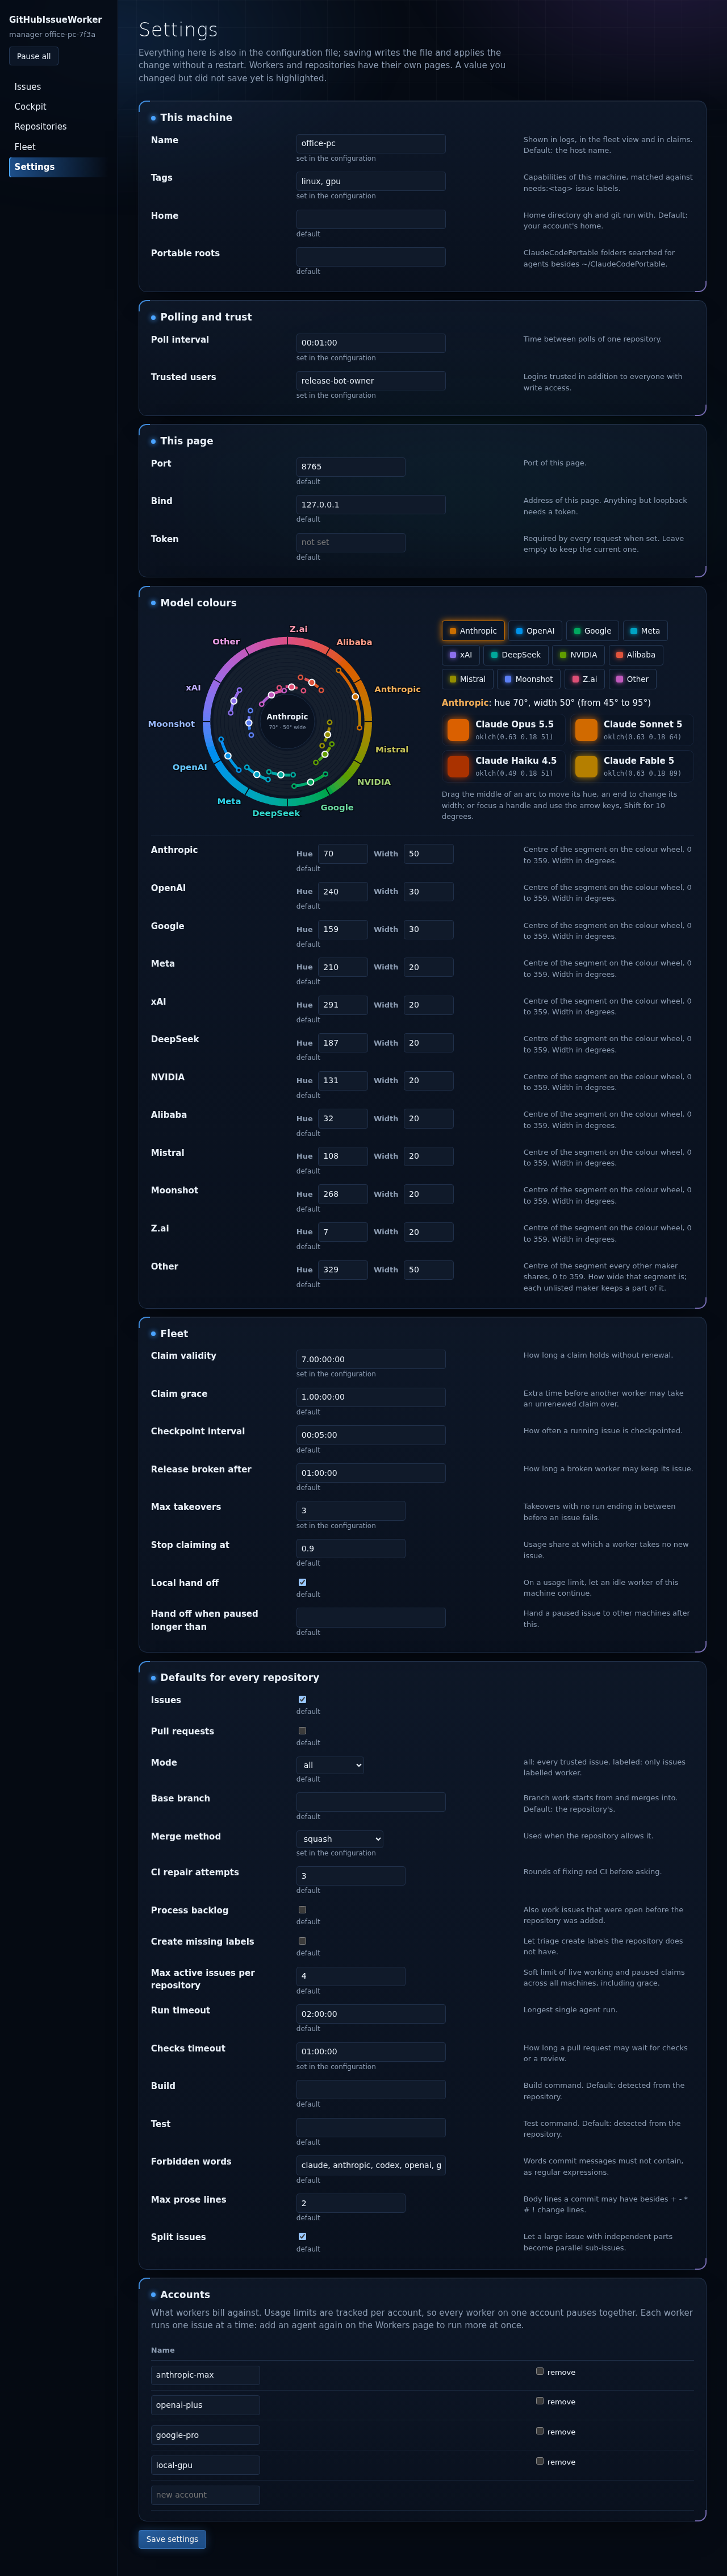 GitHubIssueWorker
manager office-pc-7f3a
Pause all
Issues
Cockpit
Repositories
Fleet
Settings
Settings
Everything here is also in the configuration file; saving writes the file and applies the
change without a restart. Workers and repositories have their own pages. A value you
changed but did not save yet is highlighted.
This machine
Name
office-pc
set in the configuration
Shown in logs, in the fleet view and in claims.
Default: the host name.
Tags
linux, gpu
set in the configuration
Capabilities of this machine, matched against
needs:<tag> issue labels.
Home
default
Home directory gh and git run with. Default:
your account's home.
Portable roots
default
ClaudeCodePortable folders searched for
agents besides ~/ClaudeCodePortable.
Polling and trust
Poll interval
00:01:00
set in the configuration
Time between polls of one repository.
Trusted users
release-bot-owner
set in the configuration
Logins trusted in addition to everyone with
write access.
This page
Port
8765
default
Port of this page.
Bind
127.0.0.1
default
Address of this page. Anything but loopback
needs a token.
Token
not set
default
Required by every request when set. Leave
empty to keep the current one.
Model colours
Z.ai
Alibaba
Anthropic
Mistral
NVIDIA
Google
DeepSeek
Meta
OpenAI
Moonshot
xAI
Other
Anthropic
70° · 50° wide
Anthropic
OpenAI
Google
Meta
xAI
DeepSeek
NVIDIA
Alibaba
Mistral
Moonshot
Z.ai
Other
Anthropic: hue 70°, width 50° (from 45° to 95°)
Claude Opus 5.5
oklch(0.63 0.18 51)
Claude Sonnet 5
oklch(0.63 0.18 64)
Claude Haiku 4.5
oklch(0.49 0.18 51)
Claude Fable 5
oklch(0.63 0.18 89)
Drag the middle of an arc to move its hue, an end to change its
width; or focus a handle and use the arrow keys, Shift for 10
degrees.
Anthropic
Hue 70 Width 50
default
Centre of the segment on the colour wheel, 0
to 359. Width in degrees.
OpenAI
Hue 240 Width 30
default
Centre of the segment on the colour wheel, 0
to 359. Width in degrees.
Google
Hue 159 Width 30
default
Centre of the segment on the colour wheel, 0
to 359. Width in degrees.
Meta
Hue 210 Width 20
default
Centre of the segment on the colour wheel, 0
to 359. Width in degrees.
xAI
Hue 291 Width 20
default
Centre of the segment on the colour wheel, 0
to 359. Width in degrees.
DeepSeek
Hue 187 Width 20
default
Centre of the segment on the colour wheel, 0
to 359. Width in degrees.
NVIDIA
Hue 131 Width 20
default
Centre of the segment on the colour wheel, 0
to 359. Width in degrees.
Alibaba
Hue 32 Width 20
default
Centre of the segment on the colour wheel, 0
to 359. Width in degrees.
Mistral
Hue 108 Width 20
default
Centre of the segment on the colour wheel, 0
to 359. Width in degrees.
Moonshot
Hue 268 Width 20
default
Centre of the segment on the colour wheel, 0
to 359. Width in degrees.
Z.ai
Hue 7 Width 20
default
Centre of the segment on the colour wheel, 0
to 359. Width in degrees.
Other
Hue 329 Width 50
default
Centre of the segment every other maker
shares, 0 to 359. How wide that segment is;
each unlisted maker keeps a part of it.
Fleet
Claim validity
7.00:00:00
set in the configuration
How long a claim holds without renewal.
Claim grace
1.00:00:00
default
Extra time before another worker may take
an unrenewed claim over.
Checkpoint interval
00:05:00
default
How often a running issue is checkpointed.
Release broken after
01:00:00
default
How long a broken worker may keep its issue.
Max takeovers
3
set in the configuration
Takeovers with no run ending in between
before an issue fails.
Stop claiming at
0.9
default
Usage share at which a worker takes no new
issue.
Local hand off
default
On a usage limit, let an idle worker of this
machine continue.
Hand off when paused
longer than
default
Hand a paused issue to other machines after
this.
Defaults for every repository
Issues
default
Pull requests
default
Mode
all
default
all: every trusted issue. labeled: only issues
labelled worker.
Base branch
default
Branch work starts from and merges into.
Default: the repository's.
Merge method
squash
set in the configuration
Used when the repository allows it.
CI repair attempts
3
default
Rounds of fixing red CI before asking.
Process backlog
default
Also work issues that were open before the
repository was added.
Create missing labels
default
Let triage create labels the repository does
not have.
Max active issues per
repository
4
default
Soft limit of live working and paused claims
across all machines, including grace.
Run timeout
02:00:00
default
Longest single agent run.
Checks timeout
01:00:00
set in the configuration
How long a pull request may wait for checks
or a review.
Build
default
Build command. Default: detected from the
repository.
Test
default
Test command. Default: detected from the
repository.
Forbidden words
claude, anthropic, codex, openai, g
default
Words commit messages must not contain,
as regular expressions.
Max prose lines
2
default
Body lines a commit may have besides + - *
# ! change lines.
Split issues
default
Let a large issue with independent parts
become parallel sub-issues.
Accounts
What workers bill against. Usage limits are tracked per account, so every worker on one account pauses together. Each worker
runs one issue at a time: add an agent again on the Workers page to run more at once.
Name
anthropic-max
remove
openai-plus
remove
google-pro
remove
local-gpu
remove
new account
Save settings